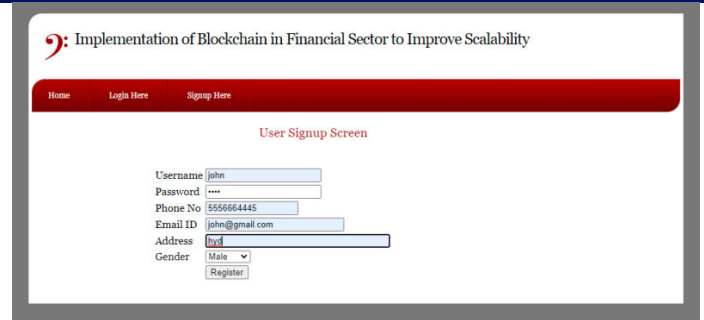 Implementation of Blockchain in Financial Sector to Improve Scalability
Home Login Here Signup Here
User Signup Screen
Username john
Password ••••
Phone No 5556664445
Email ID john@gmail.com
Address hyd
Gender Male
Register